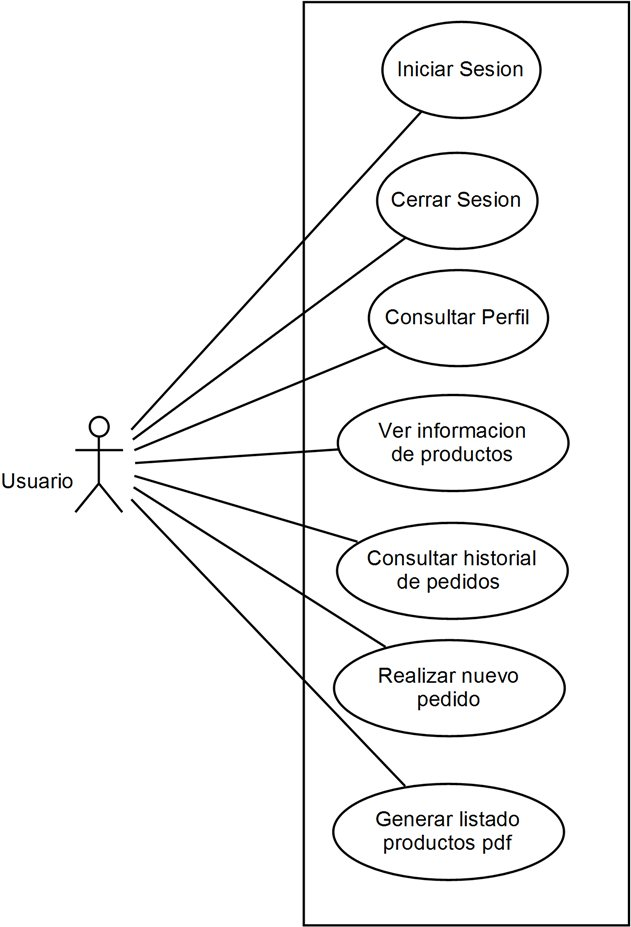 Iniciar Sesion
Cerrar Sesion
Consultar Perfil
Ver informacion
de productos
Usuario
Consultar historial
de pedidos
Realizar nuevo
pedido
Generar listado
productos pdf